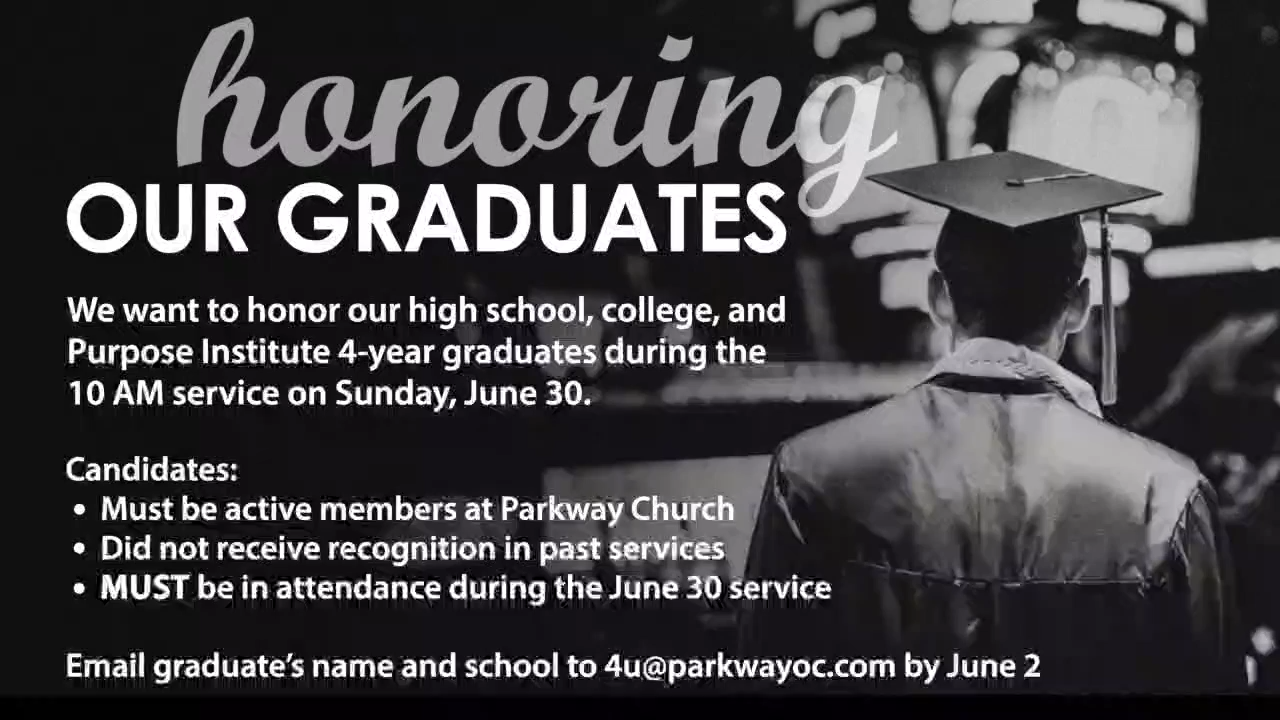 honoring
OUR GRADUATES
We want to honor our high school, college, and
Purpose Institute 4-year graduates during the
10 AM service on Sunday, June 30.
Candidates:
• Must be active members at Parkway Church
• Did not receive recognition in past services
• MUST be in attendance during the June 30 service
Email graduate’s name and school to 4u@parkwayoc.com by June 2